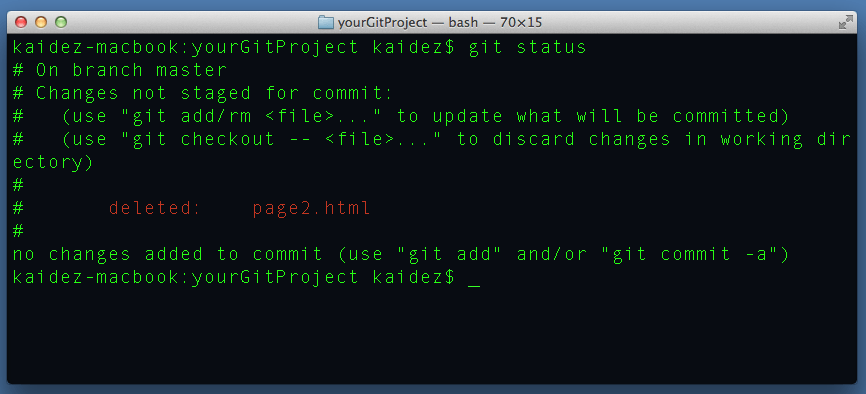 yourGitProject — bash — 70×15
kaidez-macbook:yourGitProject kaidez$ git status
# On branch master
# Changes not staged for commit:
#   (use "git add/rm <file>..." to update what will be committed)
#   (use "git checkout -- <file>..." to discard changes in working dir
ectory)
#
#       deleted:    page2.html
#
no changes added to commit (use "git add" and/or "git commit -a")
kaidez-macbook:yourGitProject kaidez$ _